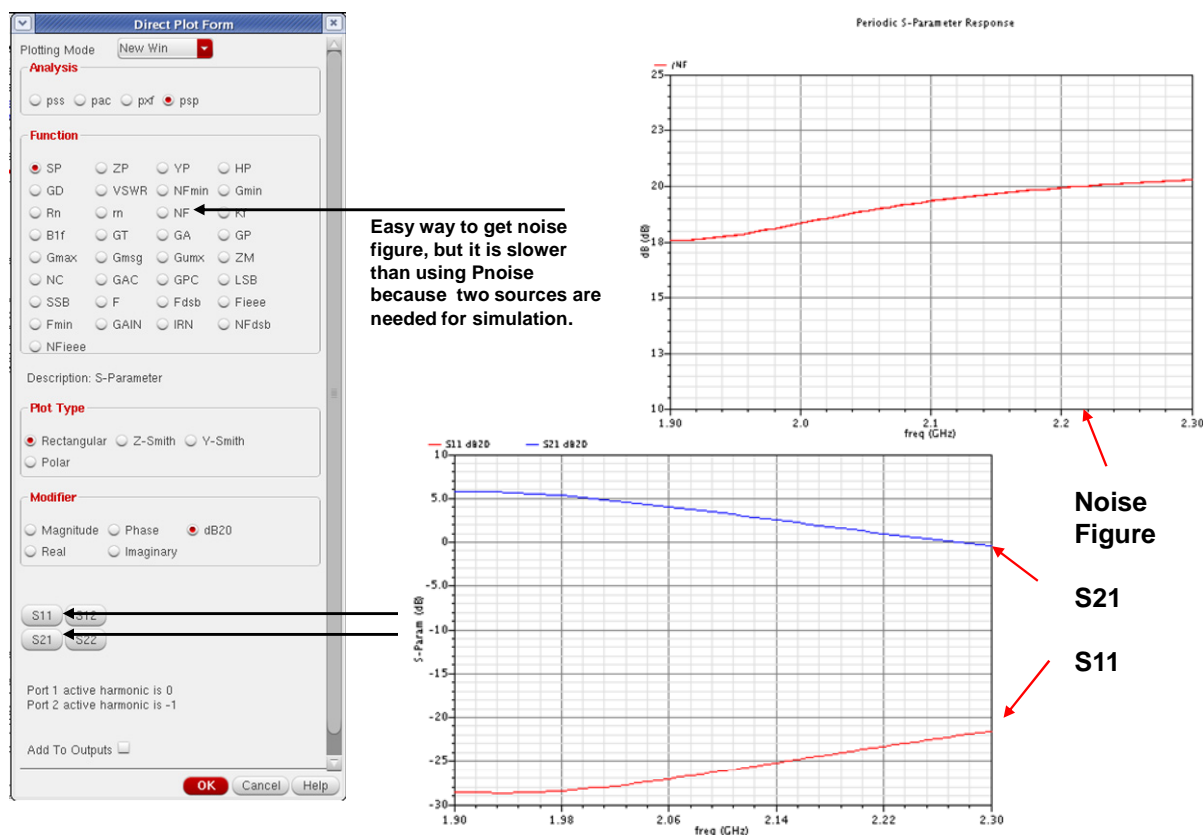 Direct Plot Form
Plotting Mode New Win
Analysis
pss pac pxf psp
Function
SP ZP YP HP
GD VSWR NFmin Gmin
Rn rn NF Kf
B1f GT GA GP
Gmax Gmsg Gumx ZM
NC GAC GPC LSB
SSB F Fdsb Fieee
Fmin GAIN IRN NFdsb
NFieee
Description: S-Parameter
Plot Type
Rectangular Z-Smith Y-Smith
Polar
Modifier
Magnitude Phase dB20
Real Imaginary
S11 S12
S21 S22
Port 1 active harmonic is 0
Port 2 active harmonic is -1
Add To Outputs
OK Cancel Help
Easy way to get noise
figure, but it is slower
than using Pnoise
because two sources are
needed for simulation.
Periodic S-Parameter Response
/NF
25
23
20
18
15
13
10
dB (dB)
1.90 2.0 2.1 2.2 2.30
freq (GHz)
S11 dB20 S21 dB20
10
5.0
0
-5.0
-10
-15
-20
-25
-30
S-Param (dB)
1.90 1.98 2.06 2.14 2.22 2.30
freq (GHz)
Noise
Figure
S21
S11